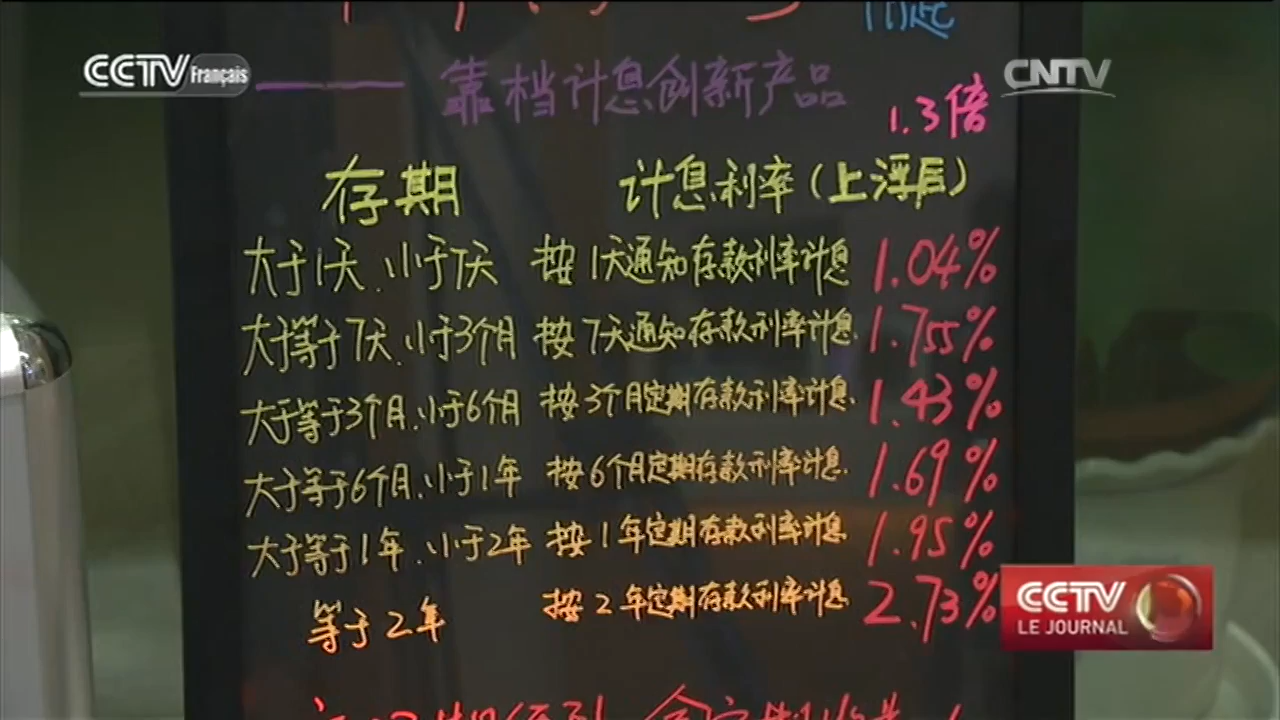 CCTV Français
CNTV
—— 靠档计息创新产品
1.3倍
存期 计息利率(上浮后)
大于1天、小于7天 按1天通知存款利率计息 1.04%
大于等于7天、小于3个月 按7天通知存款利率计息. 1.755%
大于等于3个月、小于6个月 按3个月定期存款利率计息. 1.43%
大于等于6个月、小于1年 按6个月定期存款利率计息. 1.69%
大于等于1年、小于2年 按1年定期存款利率计息. 1.95%
等于2年 按2年定期存款利率计息. 2.73%
CCTV
LE JOURNAL